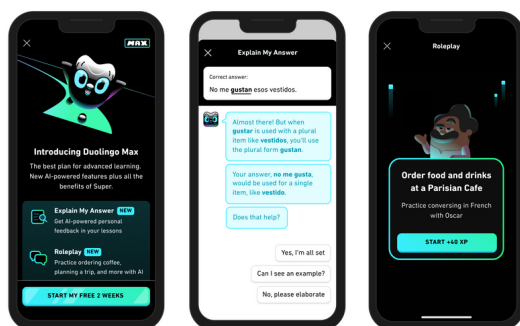 MAX
Introducing Duolingo Max
The best plan for advanced learning.
New AI-powered features plus all the
benefits of Super.
Explain My Answer NEW
Get AI-powered personal
feedback in your lessons
Roleplay NEW
Practice ordering coffee,
planning a trip, and more with AI
START MY FREE 2 WEEKS
Explain My Answer
Correct answer:
No me gustan esos vestidos.
Almost there! But when
gustar is used with a plural
item like vestidos, you'll use
the plural form gustan.
Your answer, no me gusta,
would be used for a single
item, like vestido.
Does that help?
Yes, I'm all set
Can I see an example?
No, please elaborate
Roleplay
Order food and drinks
at a Parisian Cafe
Practice conversing in French
with Oscar
START +40 XP